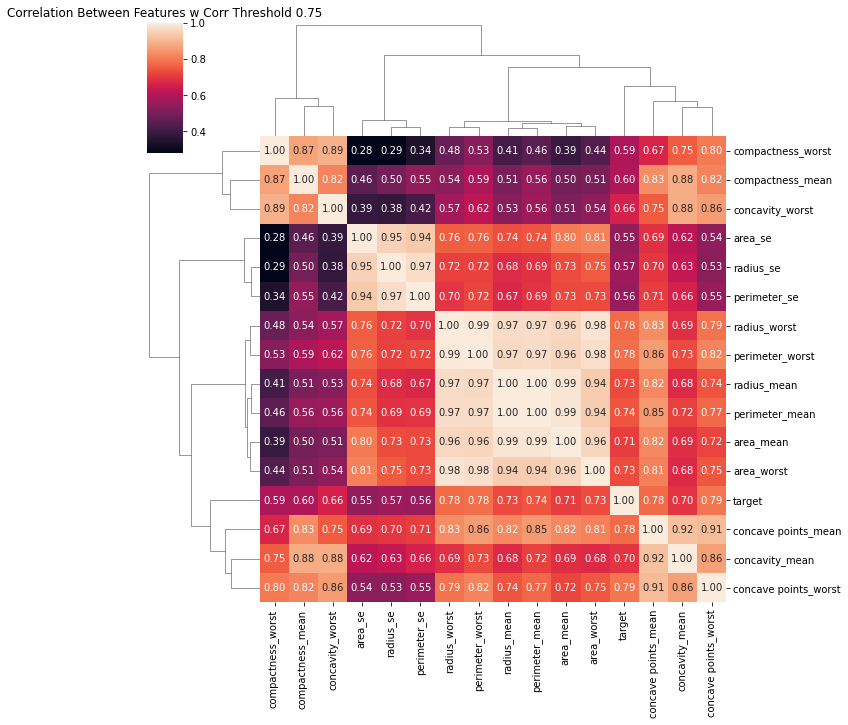 Correlation Between Features w Corr Threshold 0.75
1.0
0.8
0.6
0.4
1.00 0.87 0.89 0.28 0.29 0.34 0.48 0.53 0.41 0.46 0.39 0.44 0.59 0.67 0.75 0.80 compactness_worst
0.87 1.00 0.82 0.46 0.50 0.55 0.54 0.59 0.51 0.56 0.50 0.51 0.60 0.83 0.88 0.82 compactness_mean
0.89 0.82 1.00 0.39 0.38 0.42 0.57 0.62 0.53 0.56 0.51 0.54 0.66 0.75 0.88 0.86 concavity_worst
0.28 0.46 0.39 1.00 0.95 0.94 0.76 0.76 0.74 0.74 0.80 0.81 0.55 0.69 0.62 0.54 area_se
0.29 0.50 0.38 0.95 1.00 0.97 0.72 0.72 0.68 0.69 0.73 0.75 0.57 0.70 0.63 0.53 radius_se
0.34 0.55 0.42 0.94 0.97 1.00 0.70 0.72 0.67 0.69 0.73 0.73 0.56 0.71 0.66 0.55 perimeter_se
0.48 0.54 0.57 0.76 0.72 0.70 1.00 0.99 0.97 0.97 0.96 0.98 0.78 0.83 0.69 0.79 radius_worst
0.53 0.59 0.62 0.76 0.72 0.72 0.99 1.00 0.97 0.97 0.96 0.98 0.78 0.86 0.73 0.82 perimeter_worst
0.41 0.51 0.53 0.74 0.68 0.67 0.97 0.97 1.00 1.00 0.99 0.94 0.73 0.82 0.68 0.74 radius_mean
0.46 0.56 0.56 0.74 0.69 0.69 0.97 0.97 1.00 1.00 0.99 0.94 0.74 0.85 0.72 0.77 perimeter_mean
0.39 0.50 0.51 0.80 0.73 0.73 0.96 0.96 0.99 0.99 1.00 0.96 0.71 0.82 0.69 0.72 area_mean
0.44 0.51 0.54 0.81 0.75 0.73 0.98 0.98 0.94 0.94 0.96 1.00 0.73 0.81 0.68 0.75 area_worst
0.59 0.60 0.66 0.55 0.57 0.56 0.78 0.78 0.73 0.74 0.71 0.73 1.00 0.78 0.70 0.79 target
0.67 0.83 0.75 0.69 0.70 0.71 0.83 0.86 0.82 0.85 0.82 0.81 0.78 1.00 0.92 0.91 concave points_mean
0.75 0.88 0.88 0.62 0.63 0.66 0.69 0.73 0.68 0.72 0.69 0.68 0.70 0.92 1.00 0.86 concavity_mean
0.80 0.82 0.86 0.54 0.53 0.55 0.79 0.82 0.74 0.77 0.72 0.75 0.79 0.91 0.86 1.00 concave points_worst
compactness_worst
compactness_mean
concavity_worst
area_se
radius_se
perimeter_se
radius_worst
perimeter_worst
radius_mean
perimeter_mean
area_mean
area_worst
target
concave points_mean
concavity_mean
concave points_worst